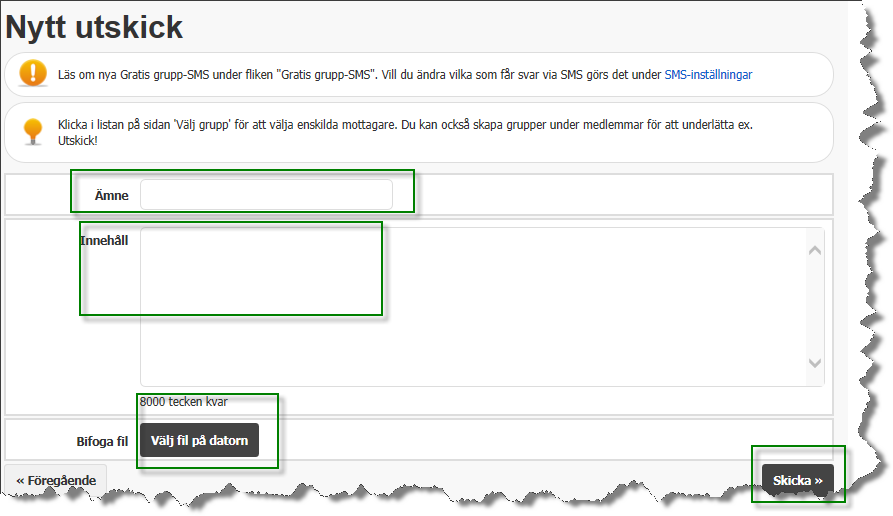 Nytt utskick
Läs om nya Gratis grupp-SMS under fliken "Gratis grupp-SMS". Vill du ändra vilka som får svar via SMS görs det under SMS-inställningar
Klicka i listan på sidan 'Välj grupp' för att välja enskilda mottagare. Du kan också skapa grupper under medlemmar för att underlätta ex.
Utskick!
Ämne
Innehåll
8000 tecken kvar
Bifoga fil Välj fil på datorn
« Föregående Skicka »